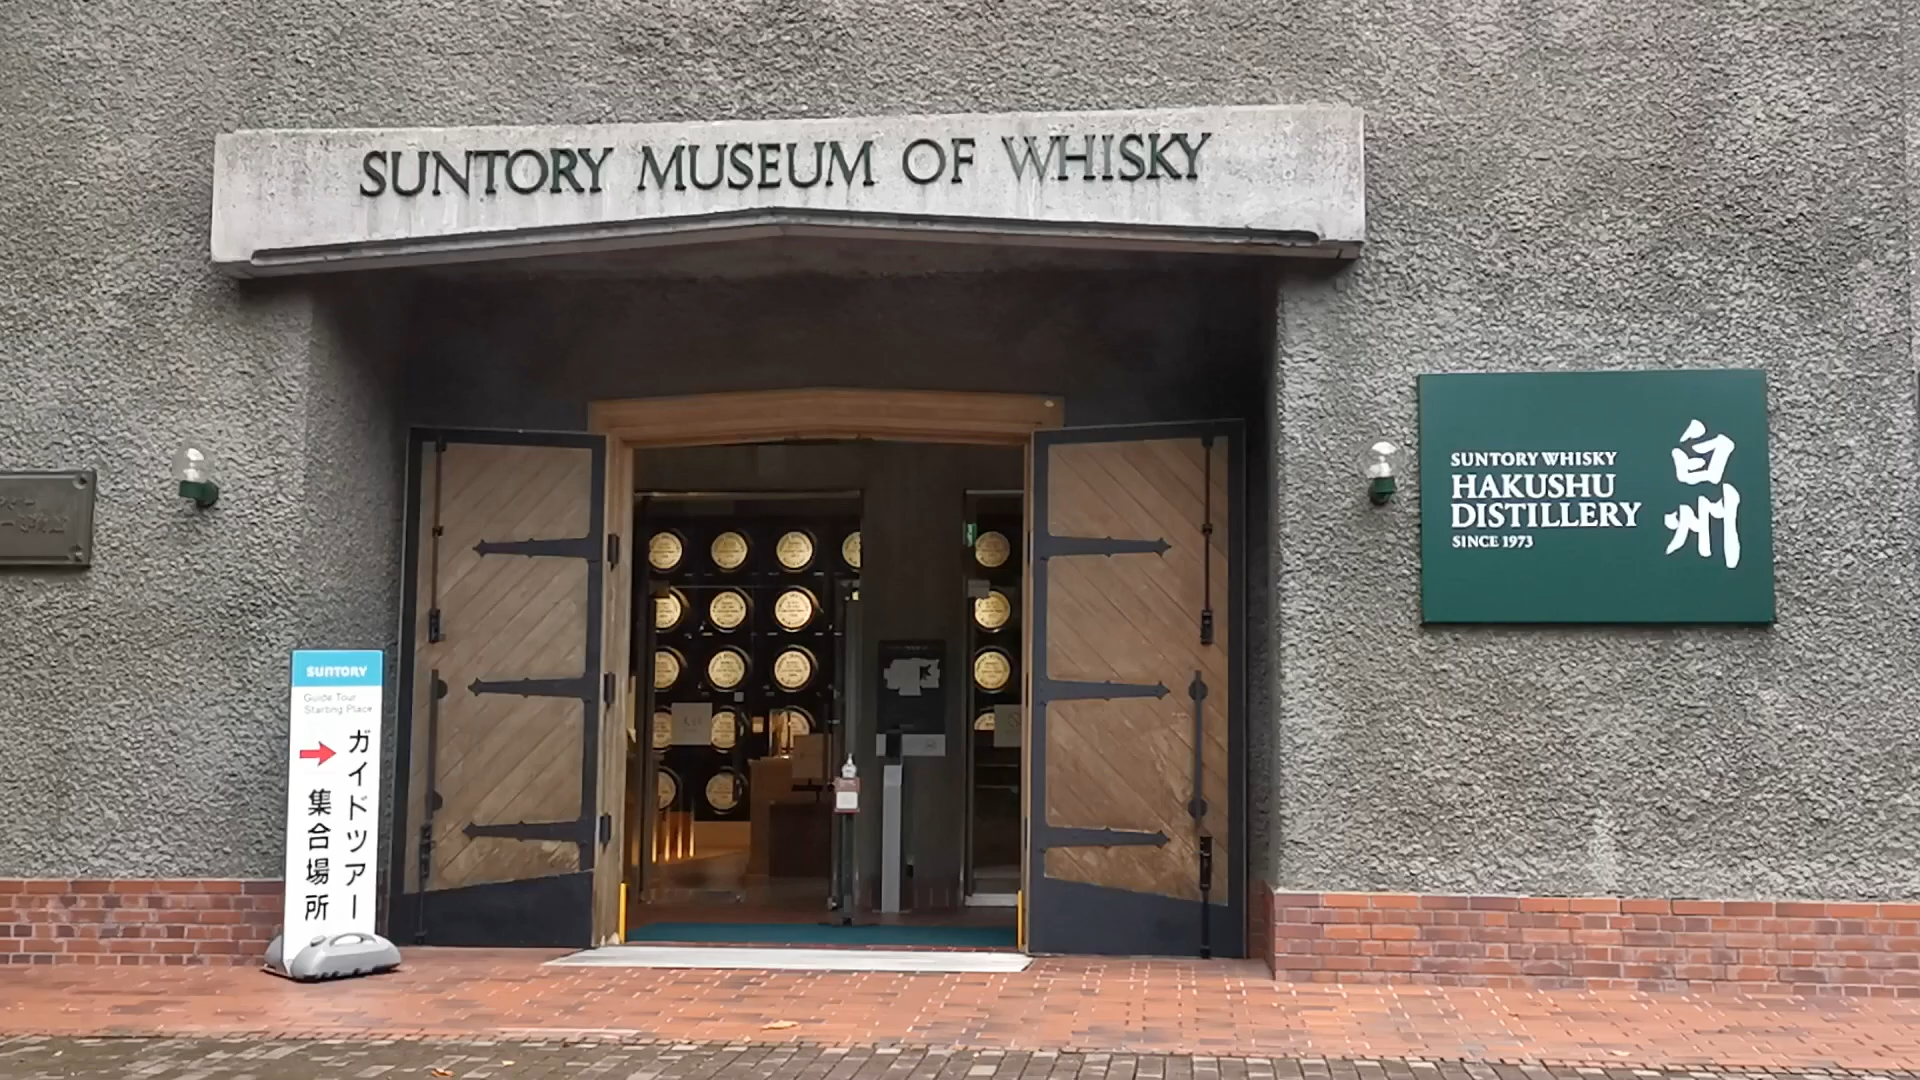 SUNTORY MUSEUM OF WHISKY
SUNTORY WHISKY
HAKUSHU
DISTILLERY
SINCE 1973
白州
SUNTORY
Guide Tour
Starting Place
ガイドツアー
集合場所